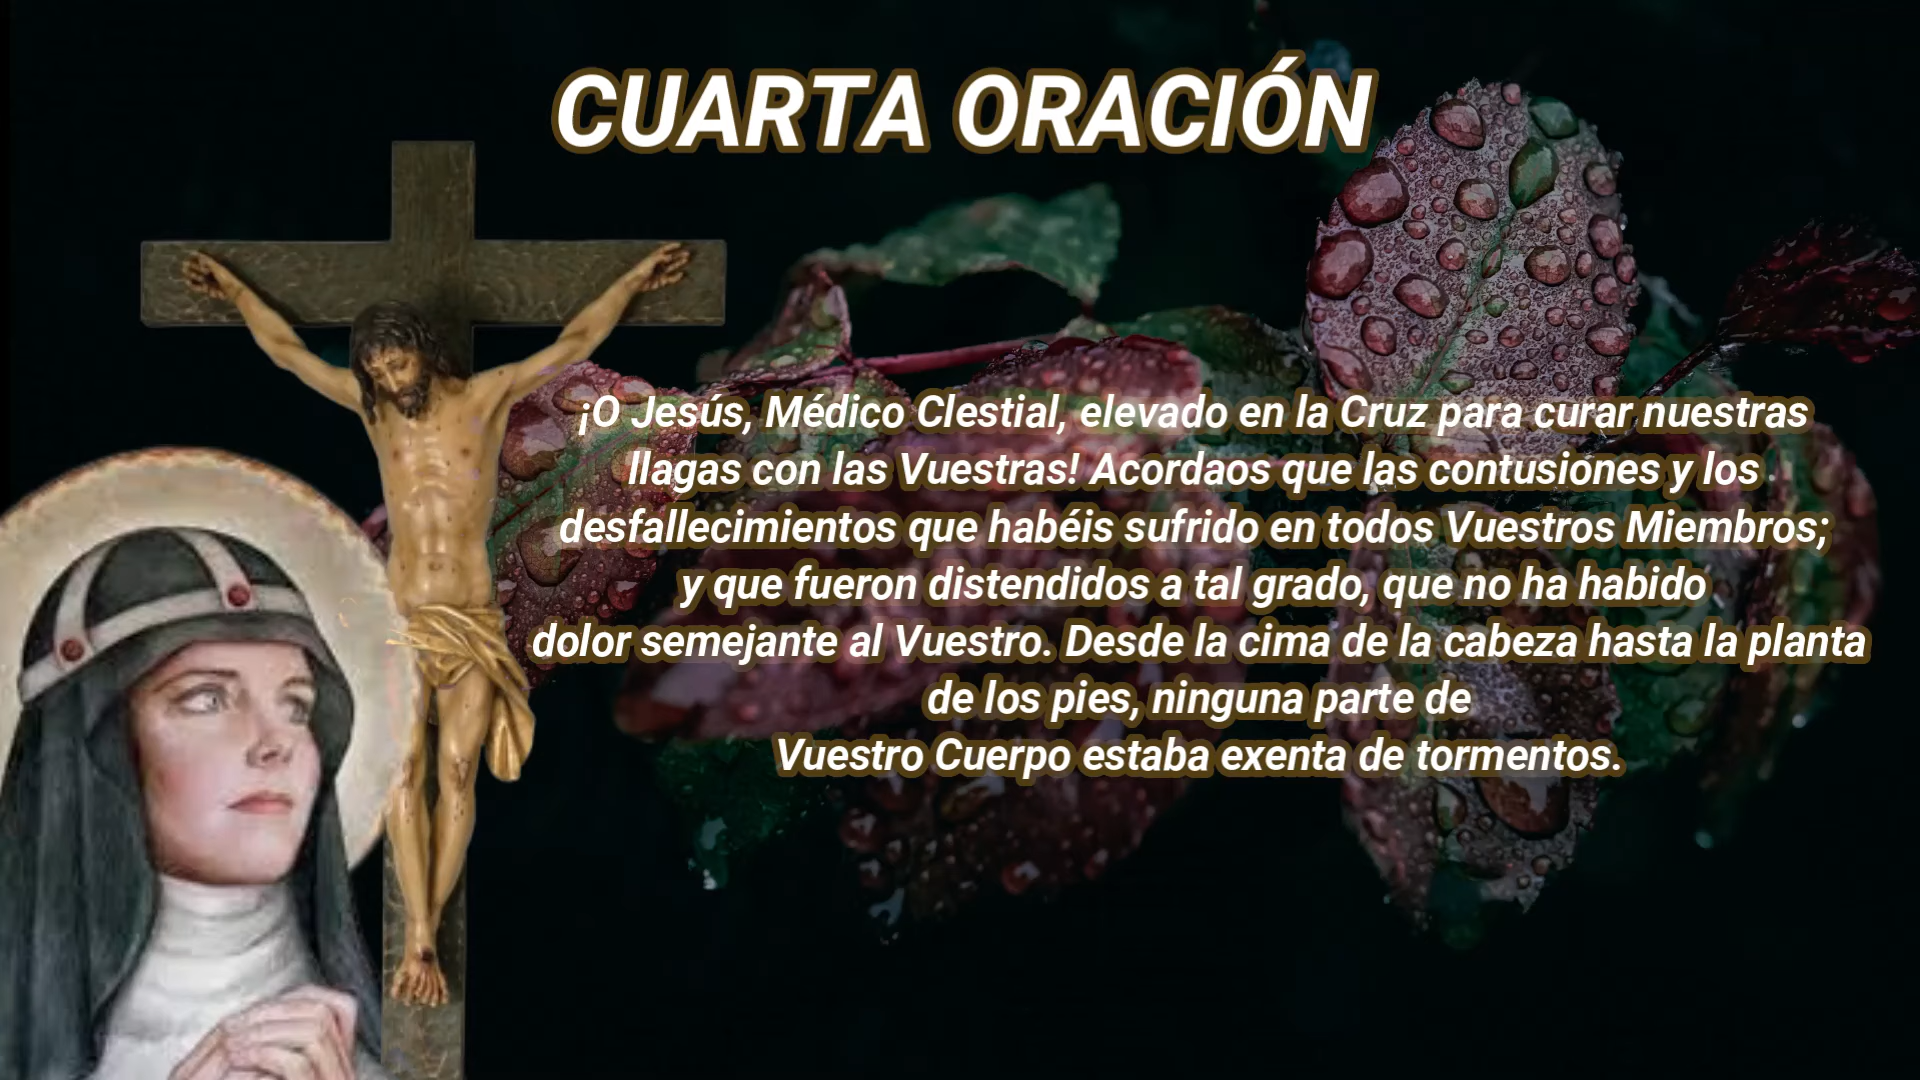 CUARTA ORACIÓN
¡O Jesús, Médico Clestial, elevado en la Cruz para curar nuestras
llagas con las Vuestras! Acordaos que las contusiones y los
desfallecimientos que habéis sufrido en todos Vuestros Miembros;
y que fueron distendidos a tal grado, que no ha habido
dolor semejante al Vuestro. Desde la cima de la cabeza hasta la planta
de los pies, ninguna parte de
Vuestro Cuerpo estaba exenta de tormentos.